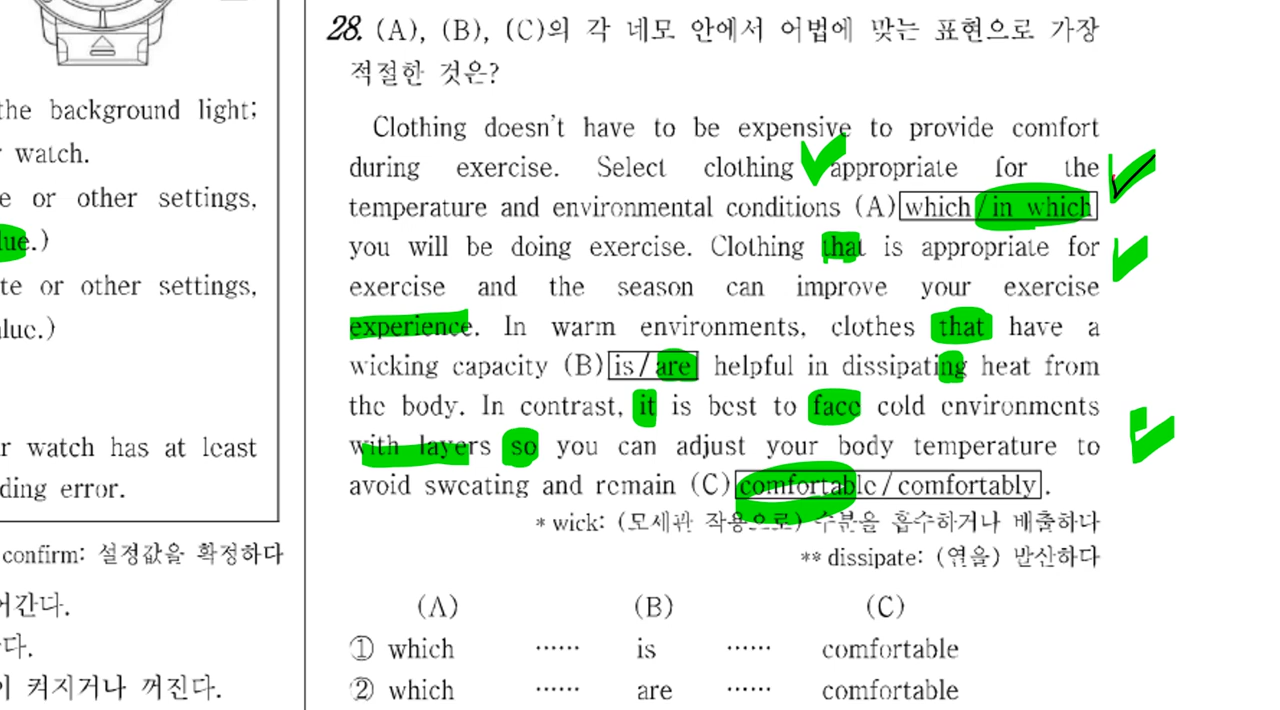 the background light;
watch.
e or other settings,
lue.)
te or other settings,
lue.)
r watch has at least
ding error.
confirm: 설정값을 확정하다
어간다.
다.
이 켜지거나 꺼진다.
28. (A), (B), (C)의 각 네모 안에서 어법에 맞는 표현으로 가장
적절한 것은?
Clothing doesn't have to be expensive to provide comfort
during exercise. Select clothing appropriate for the
temperature and environmental conditions (A) which / in which
you will be doing exercise. Clothing that is appropriate for
exercise and the season can improve your exercise
experience. In warm environments, clothes that have a
wicking capacity (B) is / are helpful in dissipating heat from
the body. In contrast, it is best to face cold environments
with layers so you can adjust your body temperature to
avoid sweating and remain (C) comfortable / comfortably.
* wick: (모세관 작용으로) 수분을 흡수하거나 배출하다
** dissipate: (열을) 발산하다
(A) (B) (C)
① which …… is …… comfortable
② which …… are …… comfortable